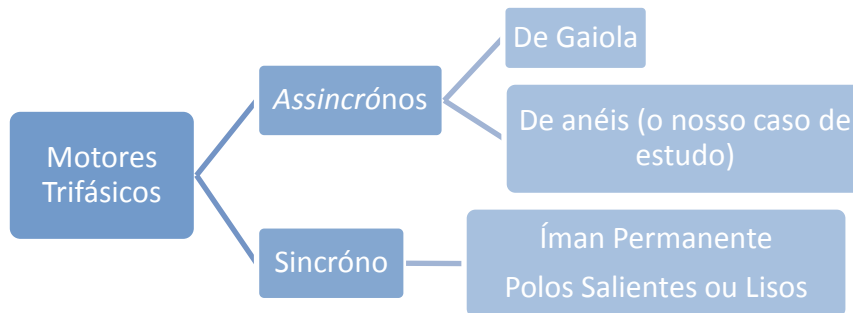 Motores
Trifásicos
Assincrónos
De Gaiola
De anéis (o nosso caso de
estudo)
Sincróno
Íman Permanente
Polos Salientes ou Lisos